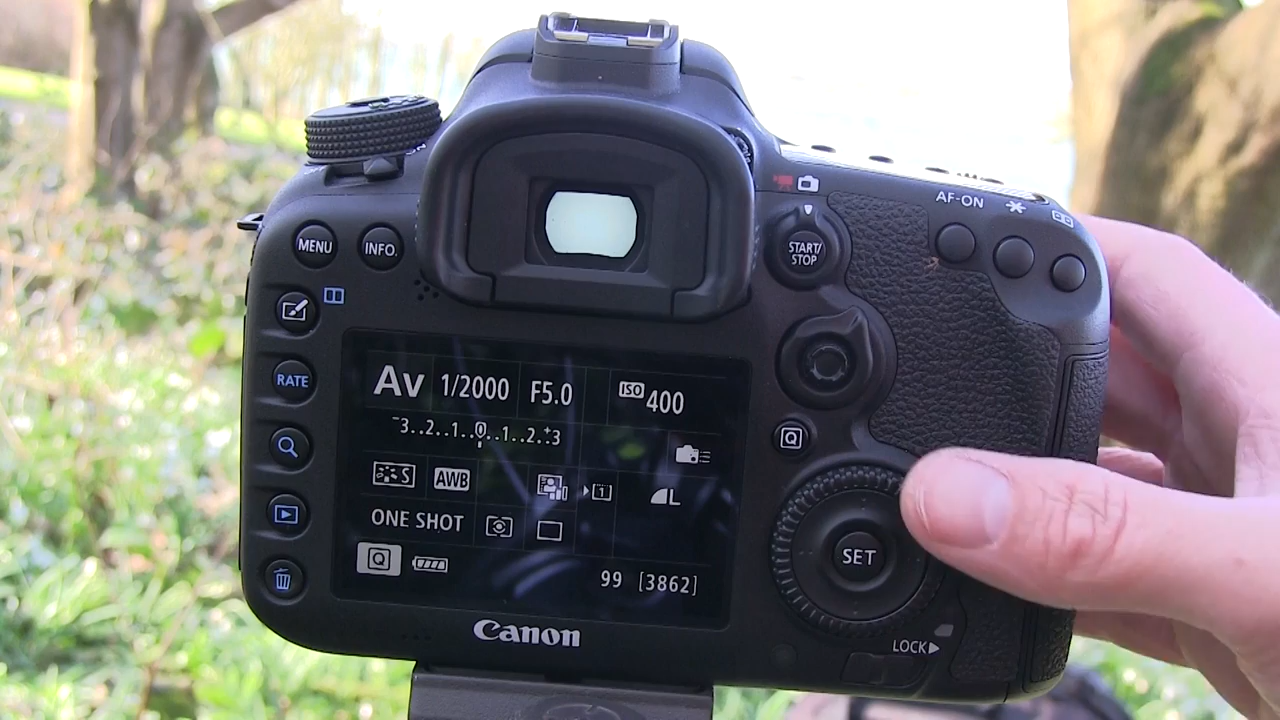 AF-ON
MENU
INFO.
START/
STOP
RATE
Av 1/2000 F5.0 ISO 400
-3..2..1..0..1..2..+3
S AWB 1 L
ONE SHOT
Q
Q
SET
99 [3862]
Canon
LOCK